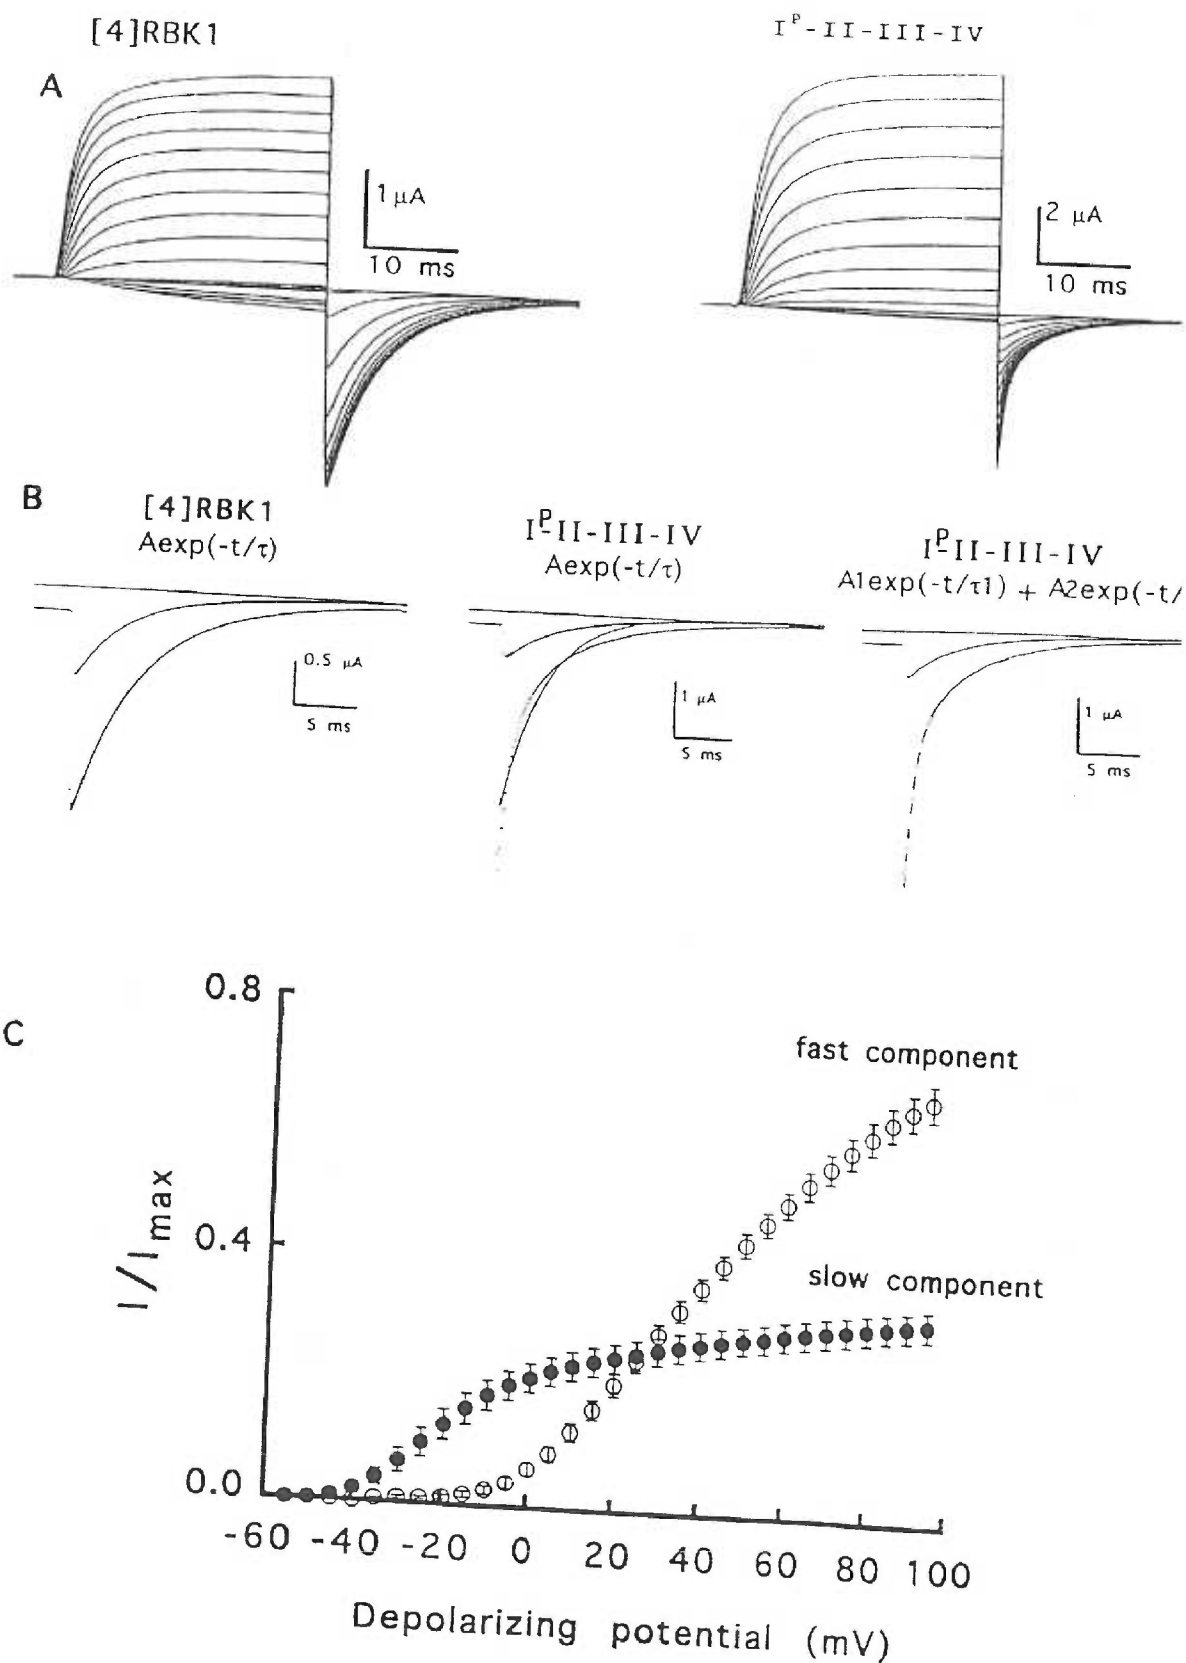 [4]RBK1
I^P-II-III-IV
A
1 μA
10 ms
2 μA
10 ms
B
[4]RBK1
Aexp(-t/τ)
I^P-II-III-IV
Aexp(-t/τ)
I^P-II-III-IV
A1exp(-t/τ1) + A2exp(-t/
0.5 μA
5 ms
1 μA
5 ms
1 μA
5 ms
C
0.8
0.4
0.0
I/Imax
fast component
slow component
-60 -40 -20 0 20 40 60 80 100
Depolarizing potential (mV)